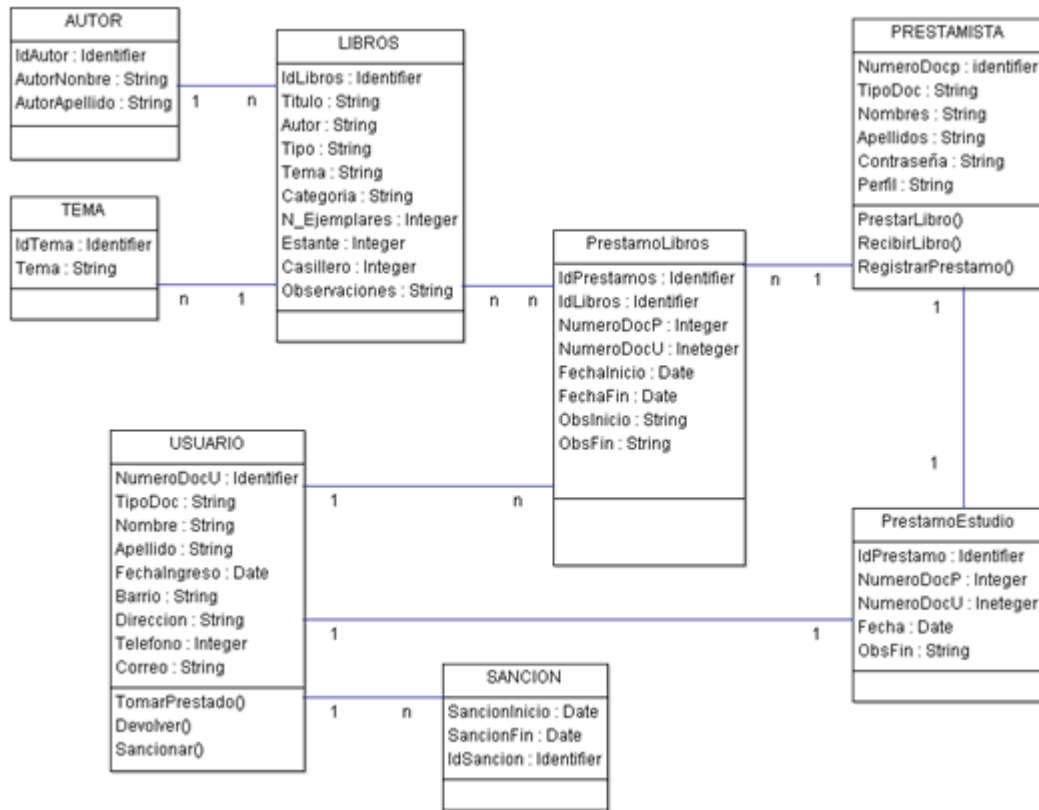 AUTOR
IdAutor : Identifier
AutorNonbre : String
AutorApellido : String
1 n
LIBROS
IdLibros : Identifier
Titulo : String
Autor : String
Tipo : String
Tema : String
Categoria : String
N_Ejemplares : Integer
Estante : Integer
Casillero : Integer
Observaciones : String
TEMA
IdTema : Identifier
Tema : String
n 1
n n
PrestamoLibros
IdPrestamos : Identifier
IdLibros : Identifier
NumeroDocP : Integer
NumeroDocU : Ineteger
FechaInicio : Date
FechaFin : Date
ObsInicio : String
ObsFin : String
n 1
PRESTAMISTA
NumeroDocp : identifier
TipoDoc : String
Nombres : String
Apellidos : String
Contraseña : String
Perfil : String
PrestarLibro()
RecibirLibro()
RegistrarPrestamo()
1
1
USUARIO
NumeroDocU : Identifier
TipoDoc : String
Nombre : String
Apellido : String
FechaIngreso : Date
Barrio : String
Direccion : String
Telefono : Integer
Correo : String
TomarPrestado()
Devolver()
Sancionar()
1 n
1 1
1 n
PrestamoEstudio
IdPrestamo : Identifier
NumeroDocP : Integer
NumeroDocU : Ineteger
Fecha : Date
ObsFin : String
SANCION
SancionInicio : Date
SancionFin : Date
IdSancion : Identifier